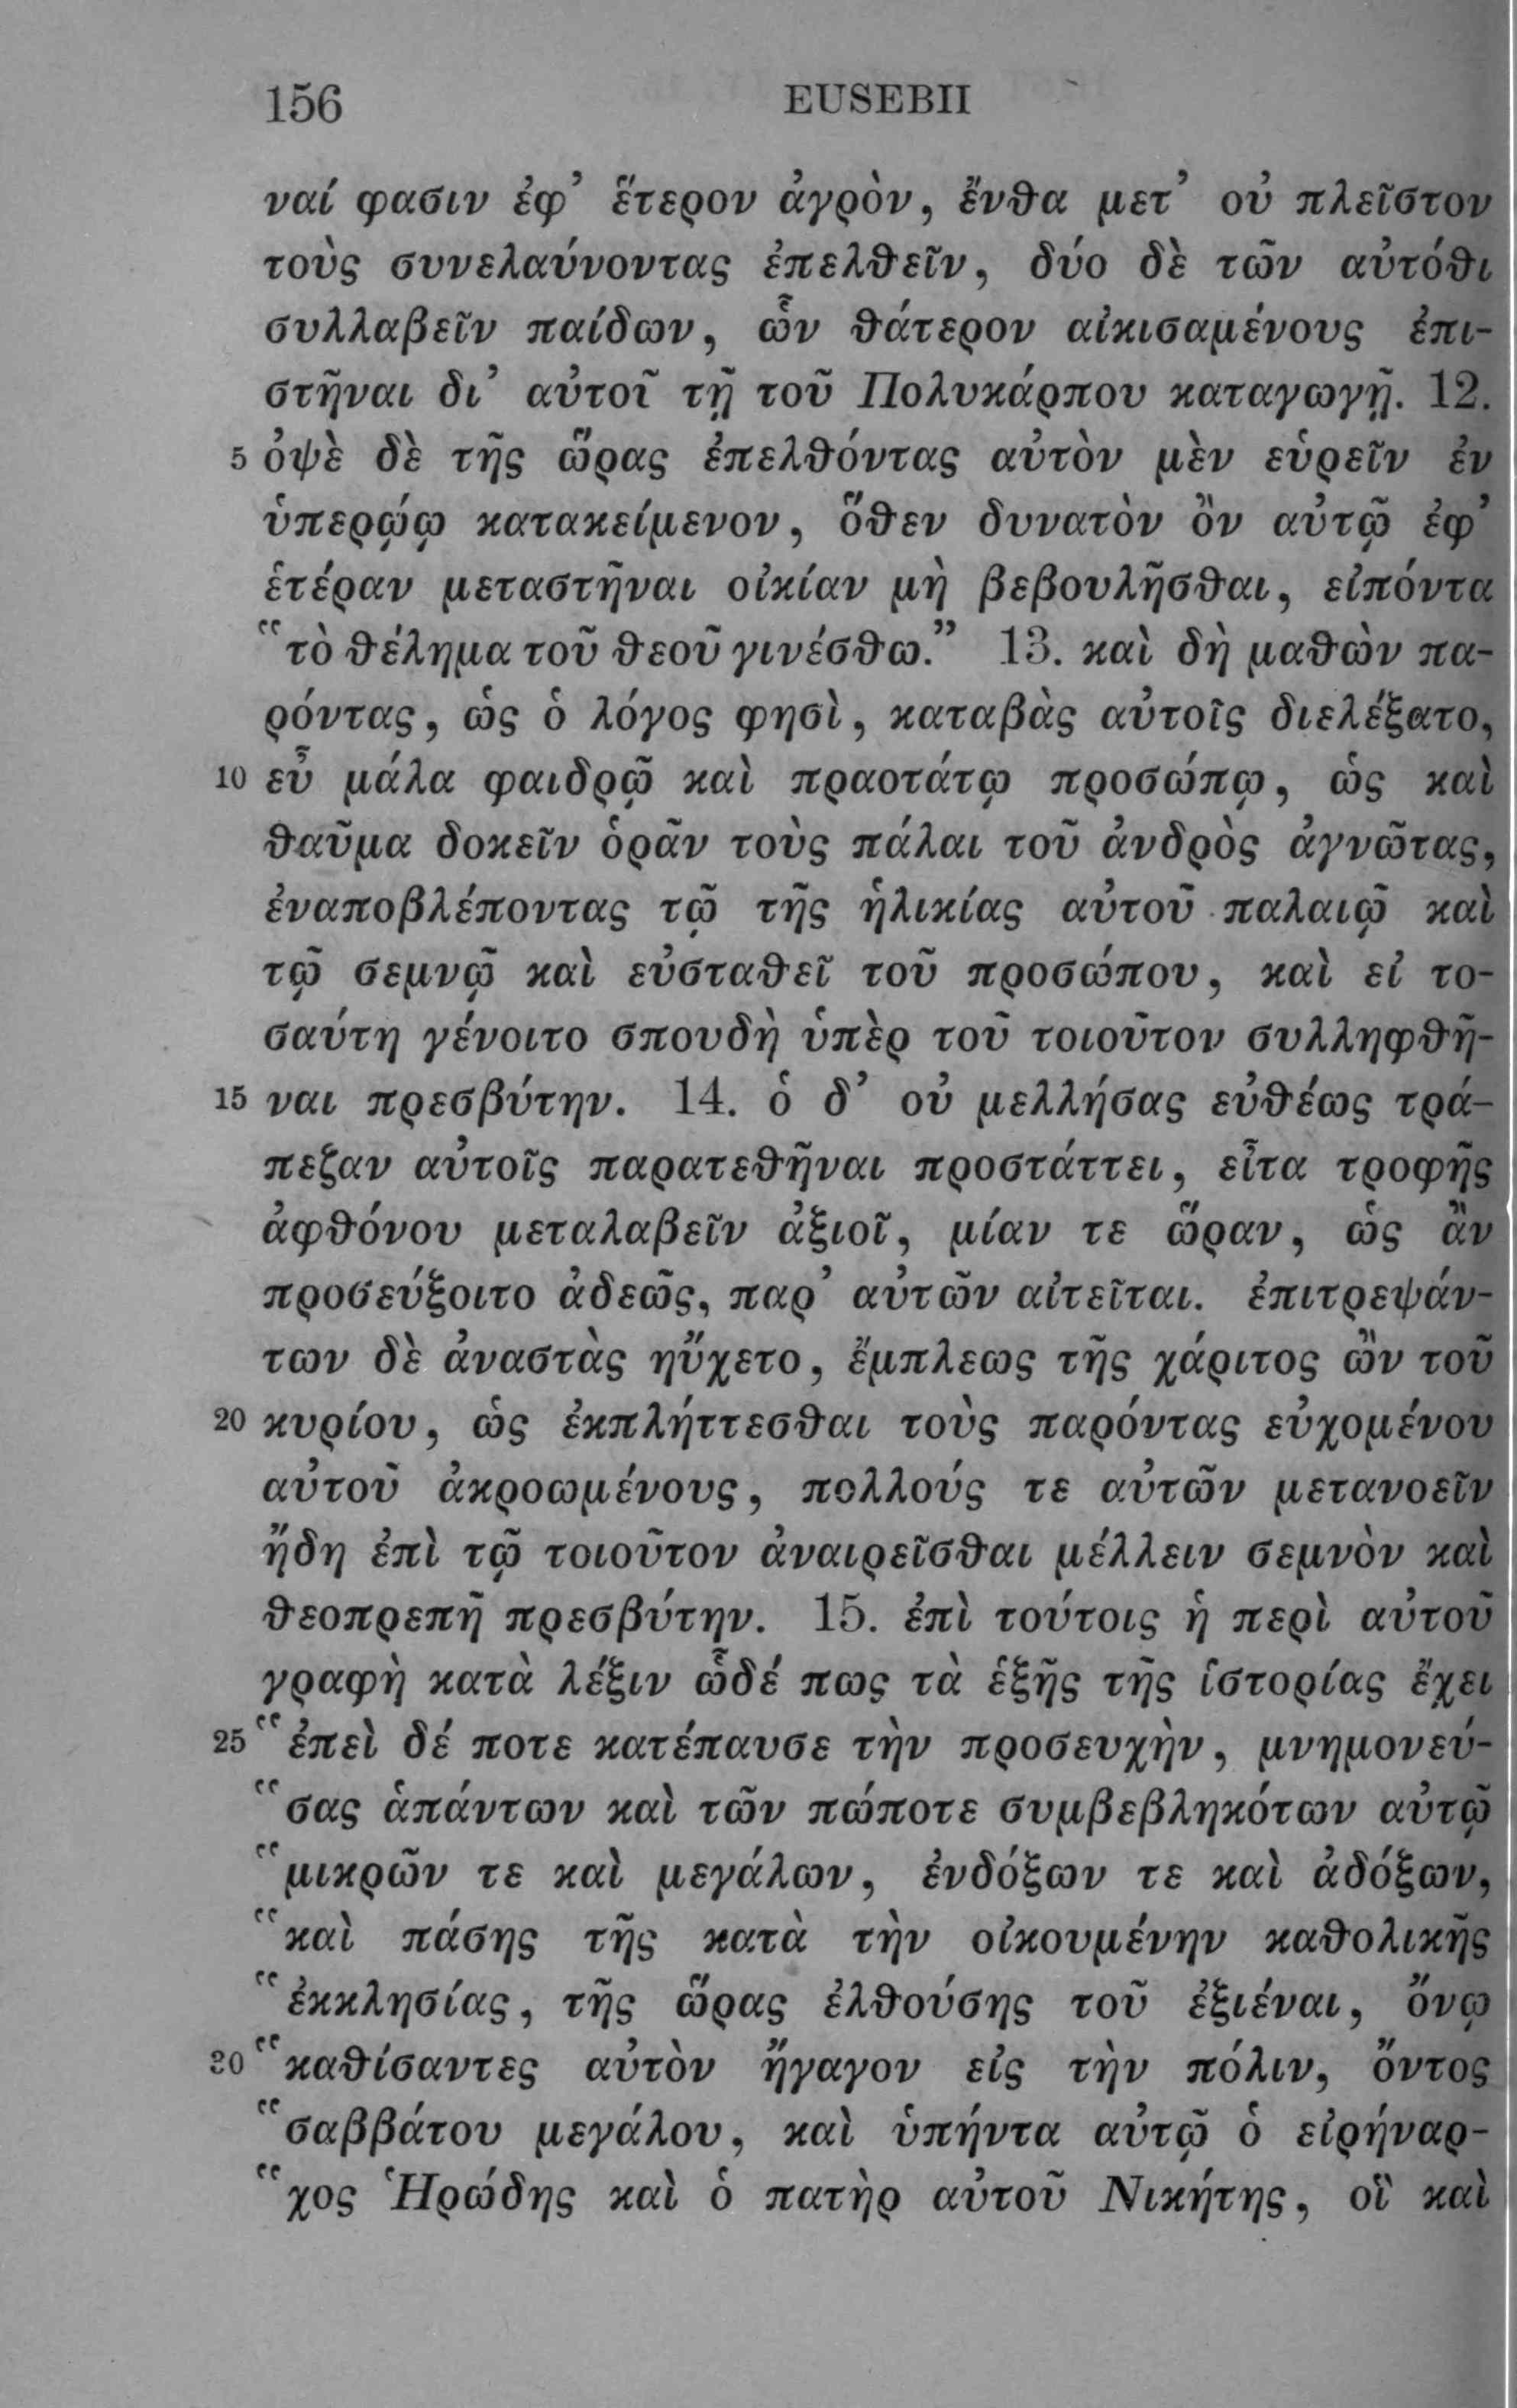 156 EUSEBII
ναί φασιν ἐφ’ ἕτερον ἀγρὸν, ἔνθα μετ’ οὐ πλεῖστον
τοὺς συνελαύνοντας ἐπελθεῖν, δύο δὲ τῶν αὐτόθι
συλλαβεῖν παίδων, ὧν θάτερον αἰκισαμένους ἐπι-
στῆναι δι’ αὐτοῖ τῇ τοῦ Πολυκάρπου καταγωγῇ. 12.
5 ὀψὲ δὲ τῆς ὥρας ἐπελθόντας αὐτὸν μὲν εὑρεῖν ἐν
ὑπερῴῳ κατακείμενον, ὅθεν δυνατὸν ὂν αὐτῷ ἐφ’
ἑτέραν μεταστῆναι οἰκίαν μὴ βεβουλῆσθαι, εἰπόντα
“τὸ θέλημα τοῦ θεοῦ γινέσθω.” 13. καὶ δὴ μαθὼν πα-
ρόντας, ὡς ὁ λόγος φησὶ, καταβὰς αὐτοῖς διελέξατο,
10 εὖ μάλα φαιδρῷ καὶ πραοτάτῳ προσώπῳ, ὡς καὶ
θαῦμα δοκεῖν ὁρᾶν τοὺς πάλαι τοῦ ἀνδρὸς ἀγνῶτας,
ἐναποβλέποντας τῷ τῆς ἡλικίας αὐτοῦ παλαιῷ καὶ
τῷ σεμνῷ καὶ εὐσταθεῖ τοῦ προσώπου, καὶ εἰ το-
σαύτη γένοιτο σπουδὴ ὑπὲρ τοῦ τοιοῦτον συλληφθῆ-
15 ναι πρεσβύτην. 14. ὁ δ’ οὐ μελλήσας εὐθέως τρά-
πεζαν αὐτοῖς παρατεθῆναι προστάττει, εἶτα τροφῆς
ἀφθόνου μεταλαβεῖν ἀξιοῖ, μίαν τε ὥραν, ὡς ἂν
προσεύξοιτο ἀδεῶς, παρ’ αὐτῶν αἰτεῖται. ἐπιτρεψάν-
των δὲ ἀναστὰς ηὔχετο, ἔμπλεως τῆς χάριτος ὢν τοῦ
20 κυρίου, ὡς ἐκπλήττεσθαι τοὺς παρόντας εὐχομένου
αὐτοῦ ἀκροωμένους, πολλούς τε αὐτῶν μετανοεῖν
ἤδη ἐπὶ τῷ τοιοῦτον ἀναιρεῖσθαι μέλλειν σεμνὸν καὶ
θεοπρεπῆ πρεσβύτην. 15. ἐπὶ τούτοις ἡ περὶ αὐτοῦ
γραφὴ κατὰ λέξιν ὧδέ πως τὰ ἑξῆς τῆς ἱστορίας ἔχει
25 “ἐπεὶ δέ ποτε κατέπαυσε τὴν προσευχὴν, μνημονεύ-
“σας ἁπάντων καὶ τῶν πώποτε συμβεβληκότων αὐτῷ
“μικρῶν τε καὶ μεγάλων, ἐνδόξων τε καὶ ἀδόξων,
“καὶ πάσης τῆς κατὰ τὴν οἰκουμένην καθολικῆς
“ἐκκλησίας, τῆς ὥρας ἐλθούσης τοῦ ἐξιέναι, ὄνῳ
30 “καθίσαντες αὐτὸν ἤγαγον εἰς τὴν πόλιν, ὄντος
“σαββάτου μεγάλου, καὶ ὑπήντα αὐτῷ ὁ εἰρήναρ-
“χος Ἡρώδης καὶ ὁ πατὴρ αὐτοῦ Νικήτης, οἳ καὶ